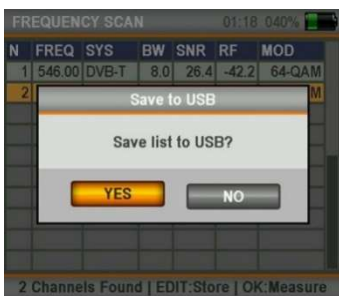 FREQUENCY SCAN 01:18 040%
N FREQ SYS BW SNR RF MOD
1 546.00 DVB-T 8.0 26.4 -42.2 64-QAM
2 M
Save to USB
Save list to USB?
YES NO
2 Channels Found | EDIT:Store | OK:Measure